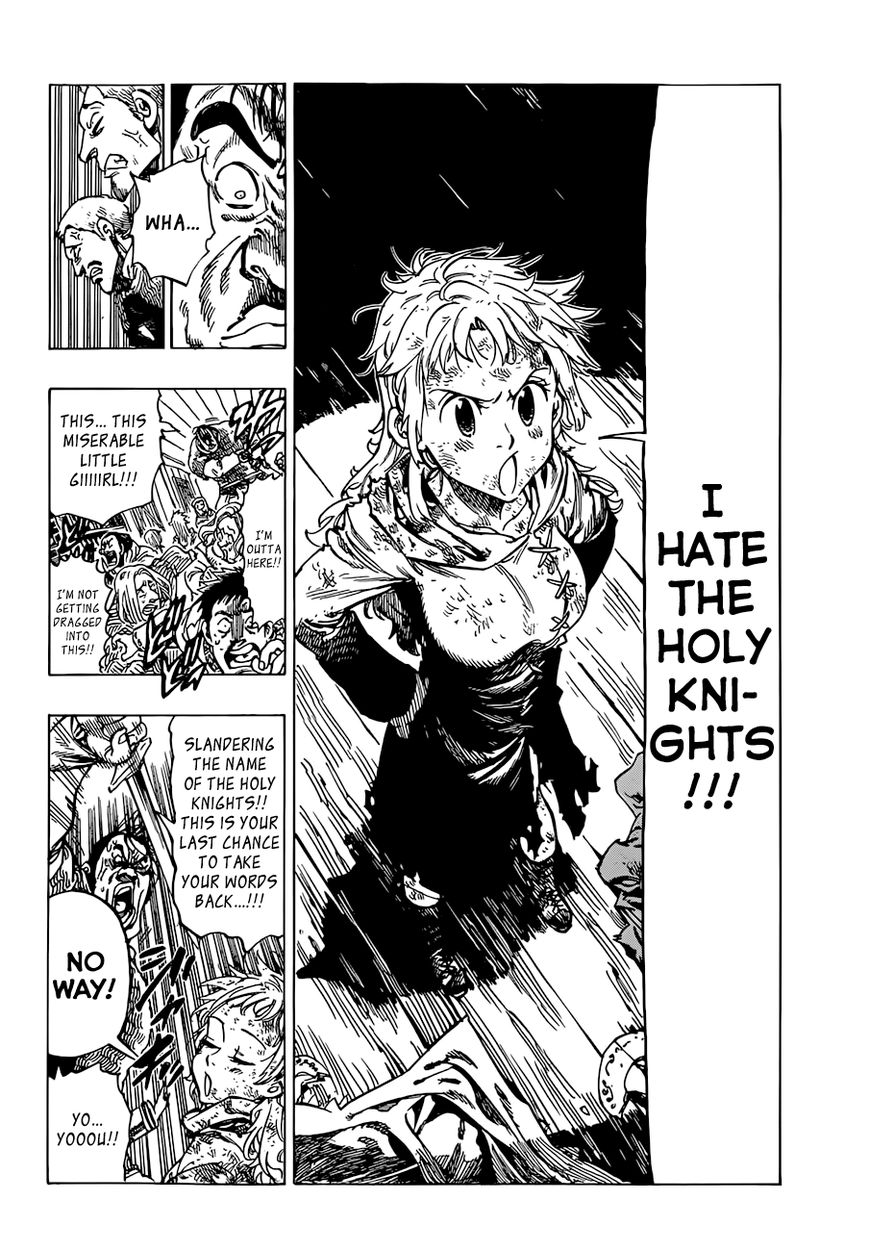 I
HATE
THE
HOLY
KNI-
GHTS
!!!
WHA...
THIS... THIS
MISERABLE
LITTLE
GIIIIIRL!!!
I'M
OUTTA
HERE!!
I'M NOT
GETTING
DRAGGED
INTO
THIS!!
SLANDERING
THE NAME
OF THE HOLY
KNIGHTS!!
THIS IS YOUR
LAST CHANCE
TO TAKE
YOUR WORDS
BACK....!!!
NO
WAY!
YO...
YOOOU!!